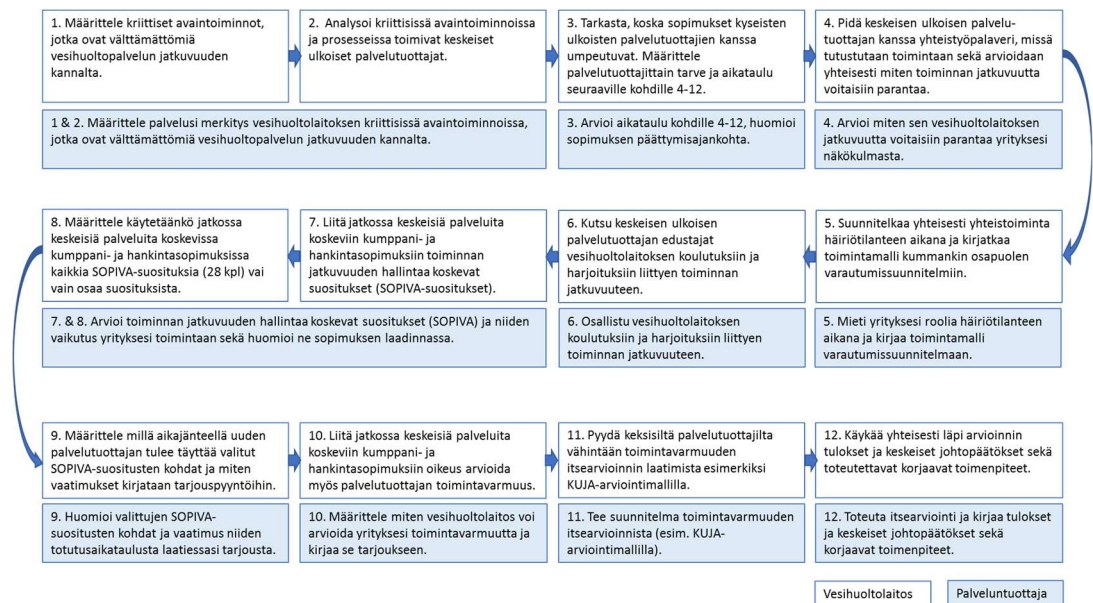 1. Määrittele kriittiset avaintoiminnot,
jotka ovat välttämättömiä
vesihuoltopalvelun jatkuvuuden
kannalta.
2. Analysoi kriittisissä avaintoiminnoissa
ja prosesseissa toimivat keskeiset
ulkoiset palvelutuottajat.
3. Tarkasta, koska sopimukset kyseisten
ulkoisten palvelutuottajien kanssa
umpeutuvat. Määrittele
palvelutuottajittain tarve ja aikataulu
seuraaville kohdille 4-12.
4. Pidä keskeisen ulkoisen palvelu-
tuottajan kanssa yhteistyöpalaveri, missä
tutustutaan toimintaan sekä arvioidaan
yhteisesti miten toiminnan jatkuvuutta
voitaisiin parantaa.
1 & 2. Määrittele palvelusi merkitys vesihuoltolaitoksen kriittisissä avaintoiminnoissa,
jotka ovat välttämättömiä vesihuoltopalvelun jatkuvuuden kannalta.
3. Arvioi aikataulu kohdille 4-12, huomioi
sopimuksen päättymisajankohta.
4. Arvioi miten sen vesihuoltolaitoksen
jatkuvuutta voitaisiin parantaa yrityksesi
näkökulmasta.
8. Määrittele käytetäänkö jatkossa
keskeisiä palveluita koskevissa
kumppani- ja hankintasopimuksissa
kaikkia SOPIVA-suosituksia (28 kpl) vai
vain osaa suosituksista.
7. Liitä jatkossa keskeisiä palveluita
koskeviin kumppani- ja
hankintasopimuksiin toiminnan
jatkuvuuden hallintaa koskevat
suositukset (SOPIVA-suositukset).
6. Kutsu keskeisen ulkoisen
palvelutuottajan edustajat
vesihuoltolaitoksen koulutuksiin ja
harjoituksiin liittyen toiminnan
jatkuvuuteen.
5. Suunnitelkaa yhteisesti yhteistoiminta
häiriötilanteen aikana ja kirjatkaa
toimintamalli kummankin osapuolen
varautumissuunnitelmiin.
7. & 8. Arvioi toiminnan jatkuvuuden hallintaa koskevat suositukset (SOPIVA) ja niiden
vaikutus yrityksesi toimintaan sekä huomioi ne sopimuksen laadinnassa.
6. Osallistu vesihuoltolaitoksen
koulutuksiin ja harjoituksiin liittyen
toiminnan jatkuvuuteen.
5. Mieti yrityksesi roolia häiriötilanteen
aikana ja kirjaa toimintamalli
varautumissuunnitelmaan.
9. Määrittele millä aikajänteellä uuden
palvelutuottajan tulee täyttää valitut
SOPIVA-suositusten kohdat ja miten
vaatimukset kirjataan tarjouspyyntöihin.
10. Liitä jatkossa keskeisiä palveluita
koskeviin kumppani- ja
hankintasopimuksiin oikeus arvioida
myös palvelutuottajan toimintavarmuus.
11. Pyydä keksisiltä palvelutuottajilta
vähintään toimintavarmuuden
itsearvioinnin laatimista esimerkiksi
KUJA-arviointimallilla.
12. Käykää yhteisesti läpi arvioinnin
tulokset ja keskeiset johtopäätökset sekä
toteutettavat korjaavat toimenpiteet.
9. Huomioi valittujen SOPIVA-
suositusten kohdat ja vaatimus niiden
totutusaikataulusta laatiessasi tarjousta.
10. Määrittele miten vesihuoltolaitos voi
arvioida yrityksesi toimintavarmuutta ja
kirjaa se tarjoukseen.
11. Tee suunnitelma toimintavarmuuden
itsearvioinnista (esim. KUJA-
arviointimallilla).
12. Toteuta itsearviointi ja kirjaa tulokset
ja keskeiset johtopäätökset sekä
korjaavat toimenpiteet.
Vesihuoltolaitos
Palveluntuottaja